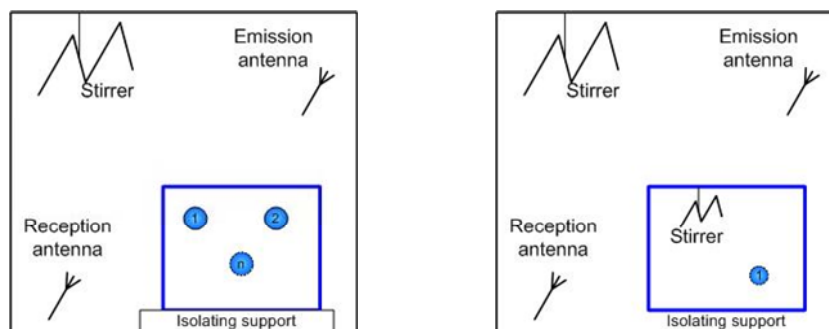 Emission
antenna
Stirrer
1
2
n
Reception
antenna
Isolating support
Emission
antenna
Stirrer
Stirrer
Reception
antenna
1
Isolating support